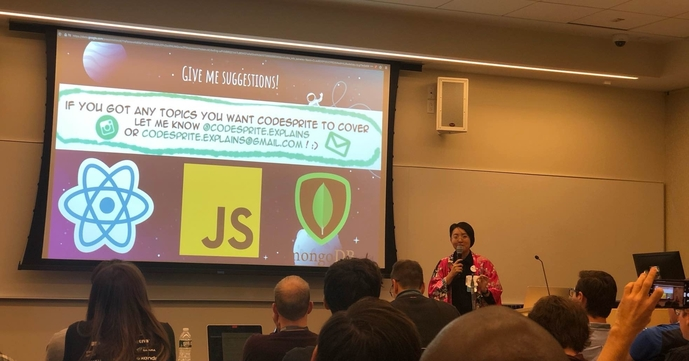 GIVE ME SUGGESTIONS!
IF YOU GOT ANY TOPICS YOU WANT CODESPRITE TO COVER
LET ME KNOW @CODESPRITE.EXPLAINS
OR CODESPRITE.EXPLAINS@GMAIL.COM ! :)
JS
mongoDB